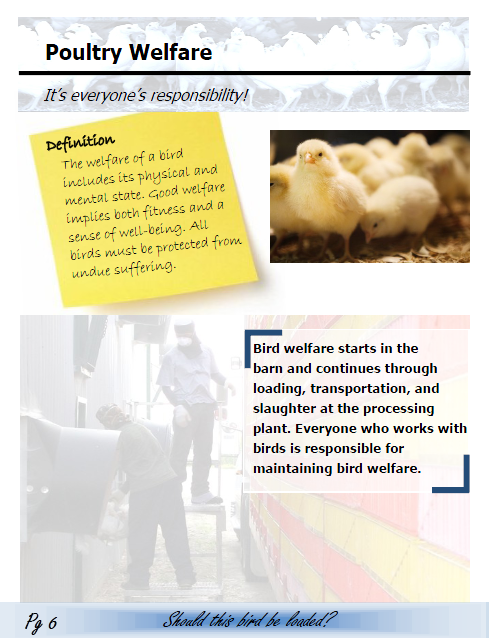 Poultry Welfare
It's everyone's responsibility!
Definition
The welfare of a bird
includes its physical and
mental state. Good welfare
implies both fitness and a
sense of well-being. All
birds must be protected from
undue suffering.
Bird welfare starts in the
barn and continues through
loading, transportation, and
slaughter at the processing
plant. Everyone who works with
birds is responsible for
maintaining bird welfare.
Pg 6
Should this bird be loaded?